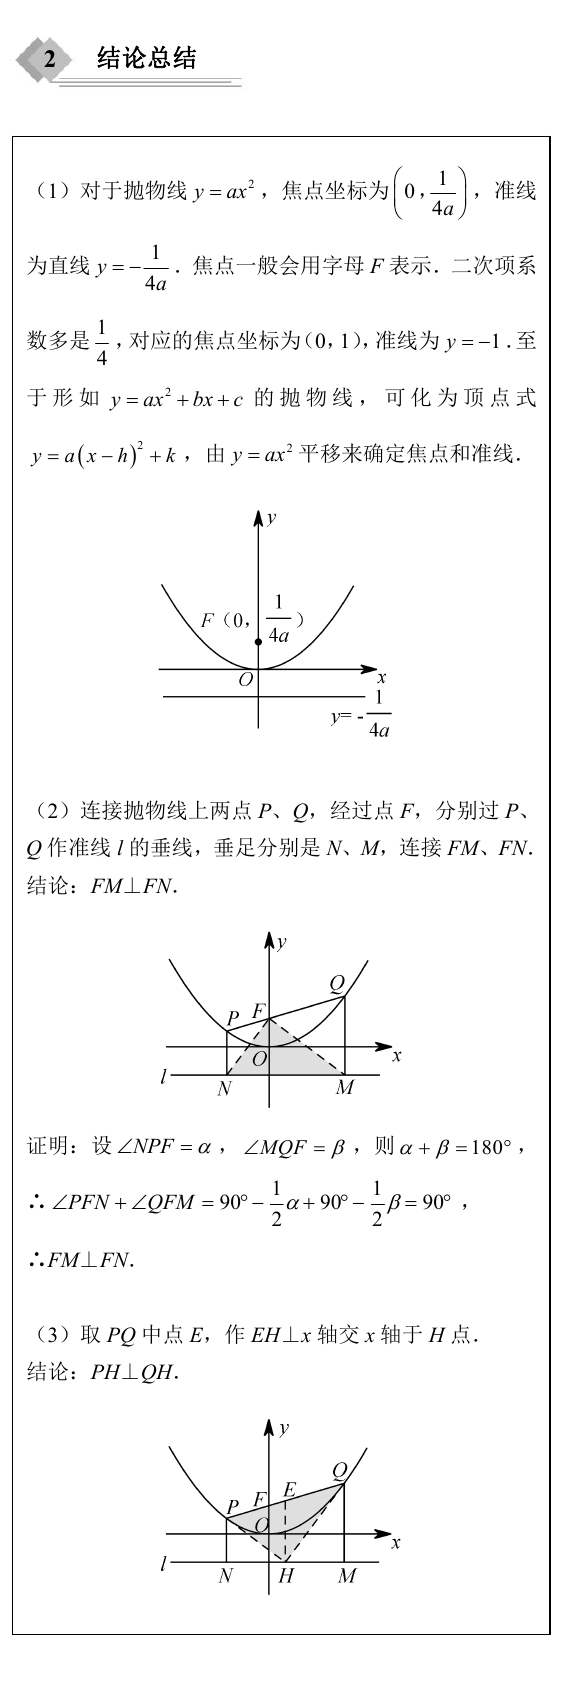 2 结论总结
（1）对于抛物线 y = ax²，焦点坐标为(0, 1/4a)，准线
为直线 y = −1/4a．焦点一般会用字母 F 表示．二次项系
数多是 1/4，对应的焦点坐标为（0，1），准线为 y = −1．至
于形如 y = ax² + bx + c 的抛物线，可化为顶点式
y = a(x − h)² + k，由 y = ax² 平移来确定焦点和准线．
y
F（0，1/4a）
O
x
y= -1/4a
（2）连接抛物线上两点 P、Q，经过点 F，分别过 P、
Q 作准线 l 的垂线，垂足分别是 N、M，连接 FM、FN．
结论：FM⊥FN．
y
Q
P F
O
x
l
N M
证明：设∠NPF = α，∠MQF = β，则 α + β = 180°，
∴∠PFN + ∠QFM = 90° − 1/2α + 90° − 1/2β = 90°，
∴FM⊥FN．
（3）取 PQ 中点 E，作 EH⊥x 轴交 x 轴于 H 点．
结论：PH⊥QH．
y
Q
P F E
O
x
l
N H M